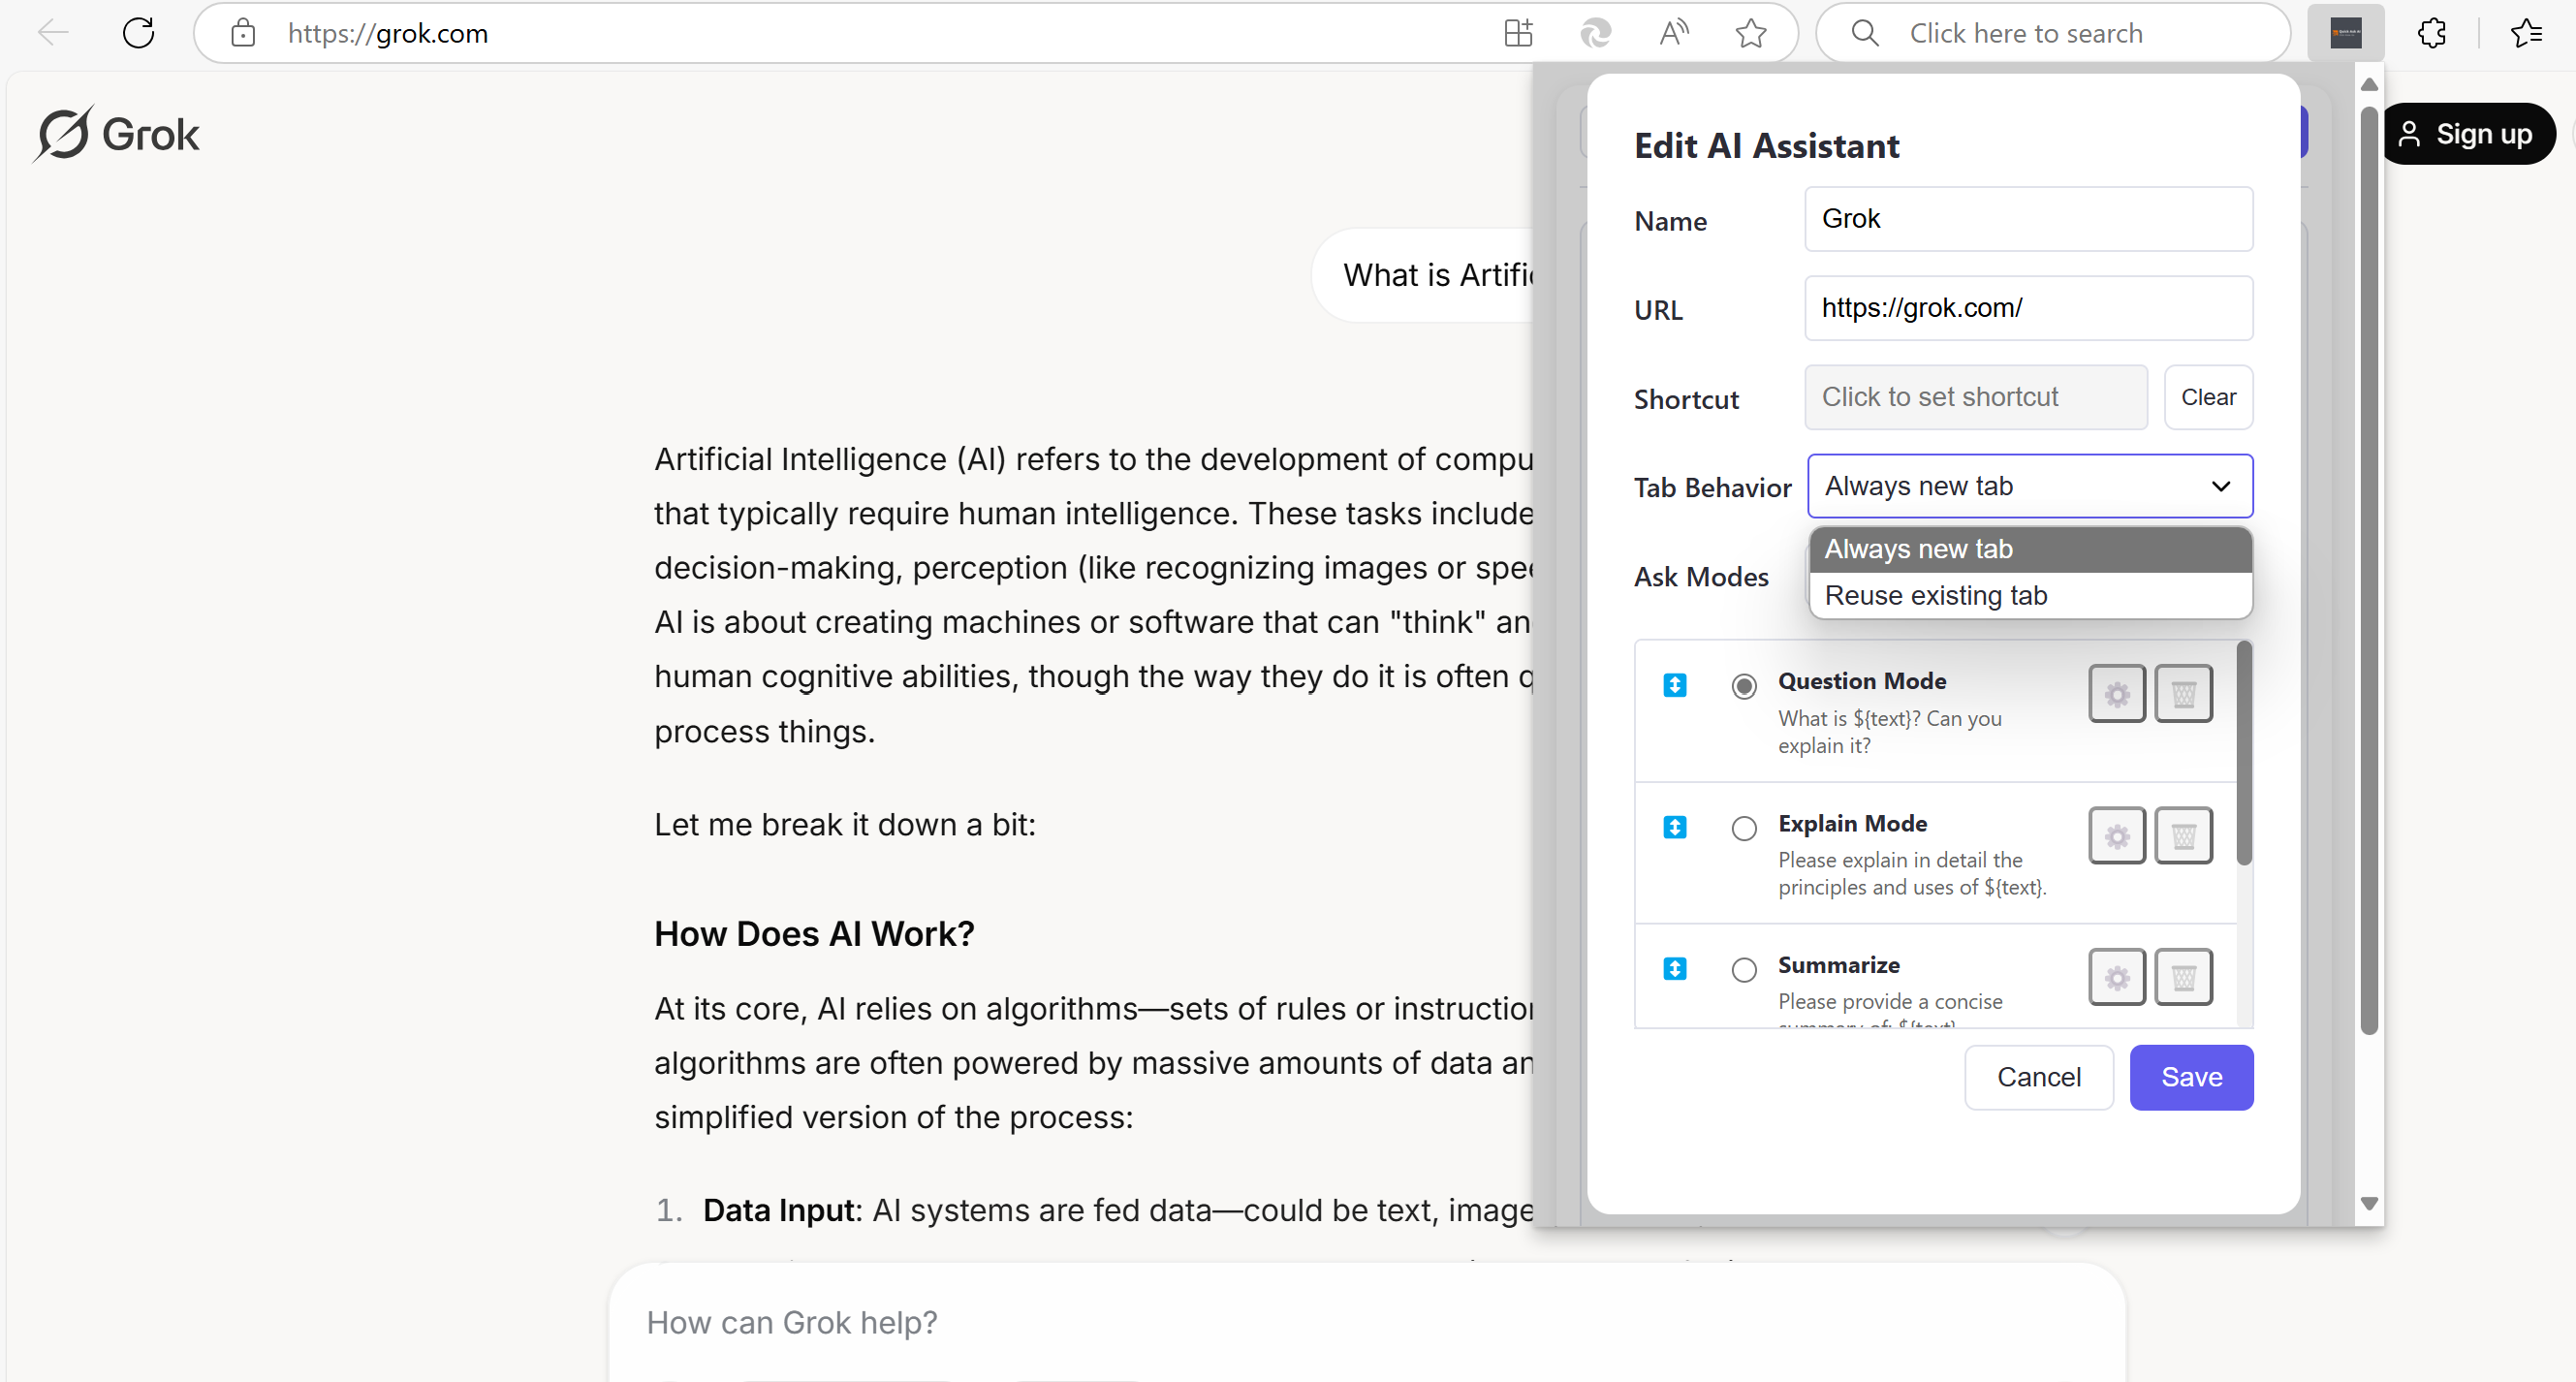 https://grok.com
Click here to search
Grok
Sign up
What is Artific
Artificial Intelligence (AI) refers to the development of compu
that typically require human intelligence. These tasks include
decision-making, perception (like recognizing images or spee
AI is about creating machines or software that can "think" an
human cognitive abilities, though the way they do it is often q
process things.
Let me break it down a bit:
How Does AI Work?
At its core, AI relies on algorithms—sets of rules or instruction
algorithms are often powered by massive amounts of data an
simplified version of the process:
1. Data Input: AI systems are fed data—could be text, image
How can Grok help?
Edit AI Assistant
Name
Grok
URL
https://grok.com/
Shortcut
Click to set shortcut
Clear
Tab Behavior
Always new tab
Always new tab
Reuse existing tab
Ask Modes
Question Mode
What is ${text}? Can you
explain it?
Explain Mode
Please explain in detail the
principles and uses of ${text}.
Summarize
Please provide a concise
summary of: ${text}
Cancel
Save